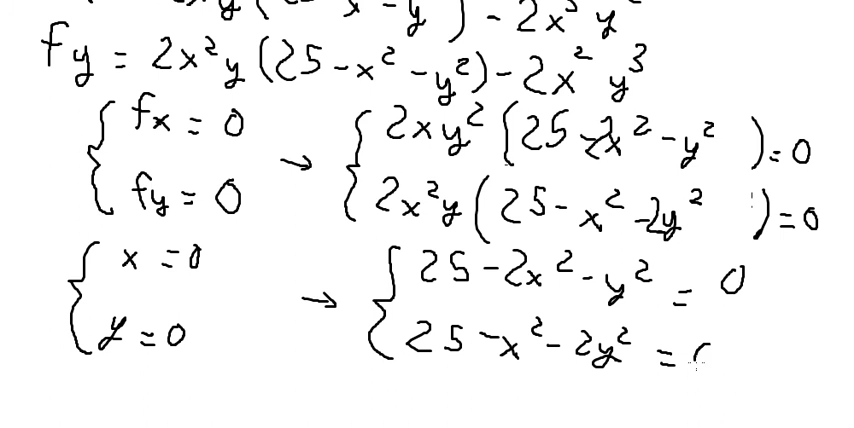 y( x - y ) - 2x³y
fy = 2x²y(25 - x² - y²) - 2x²y³
{ fx = 0 → { 2xy²(25 - 2x² - y²) = 0
fy = 0 2x²y(25 - x² - 2y²) = 0
{ x = 0 → { 25 - 2x² - y² = 0
y = 0 25 - x² - 2y² = (